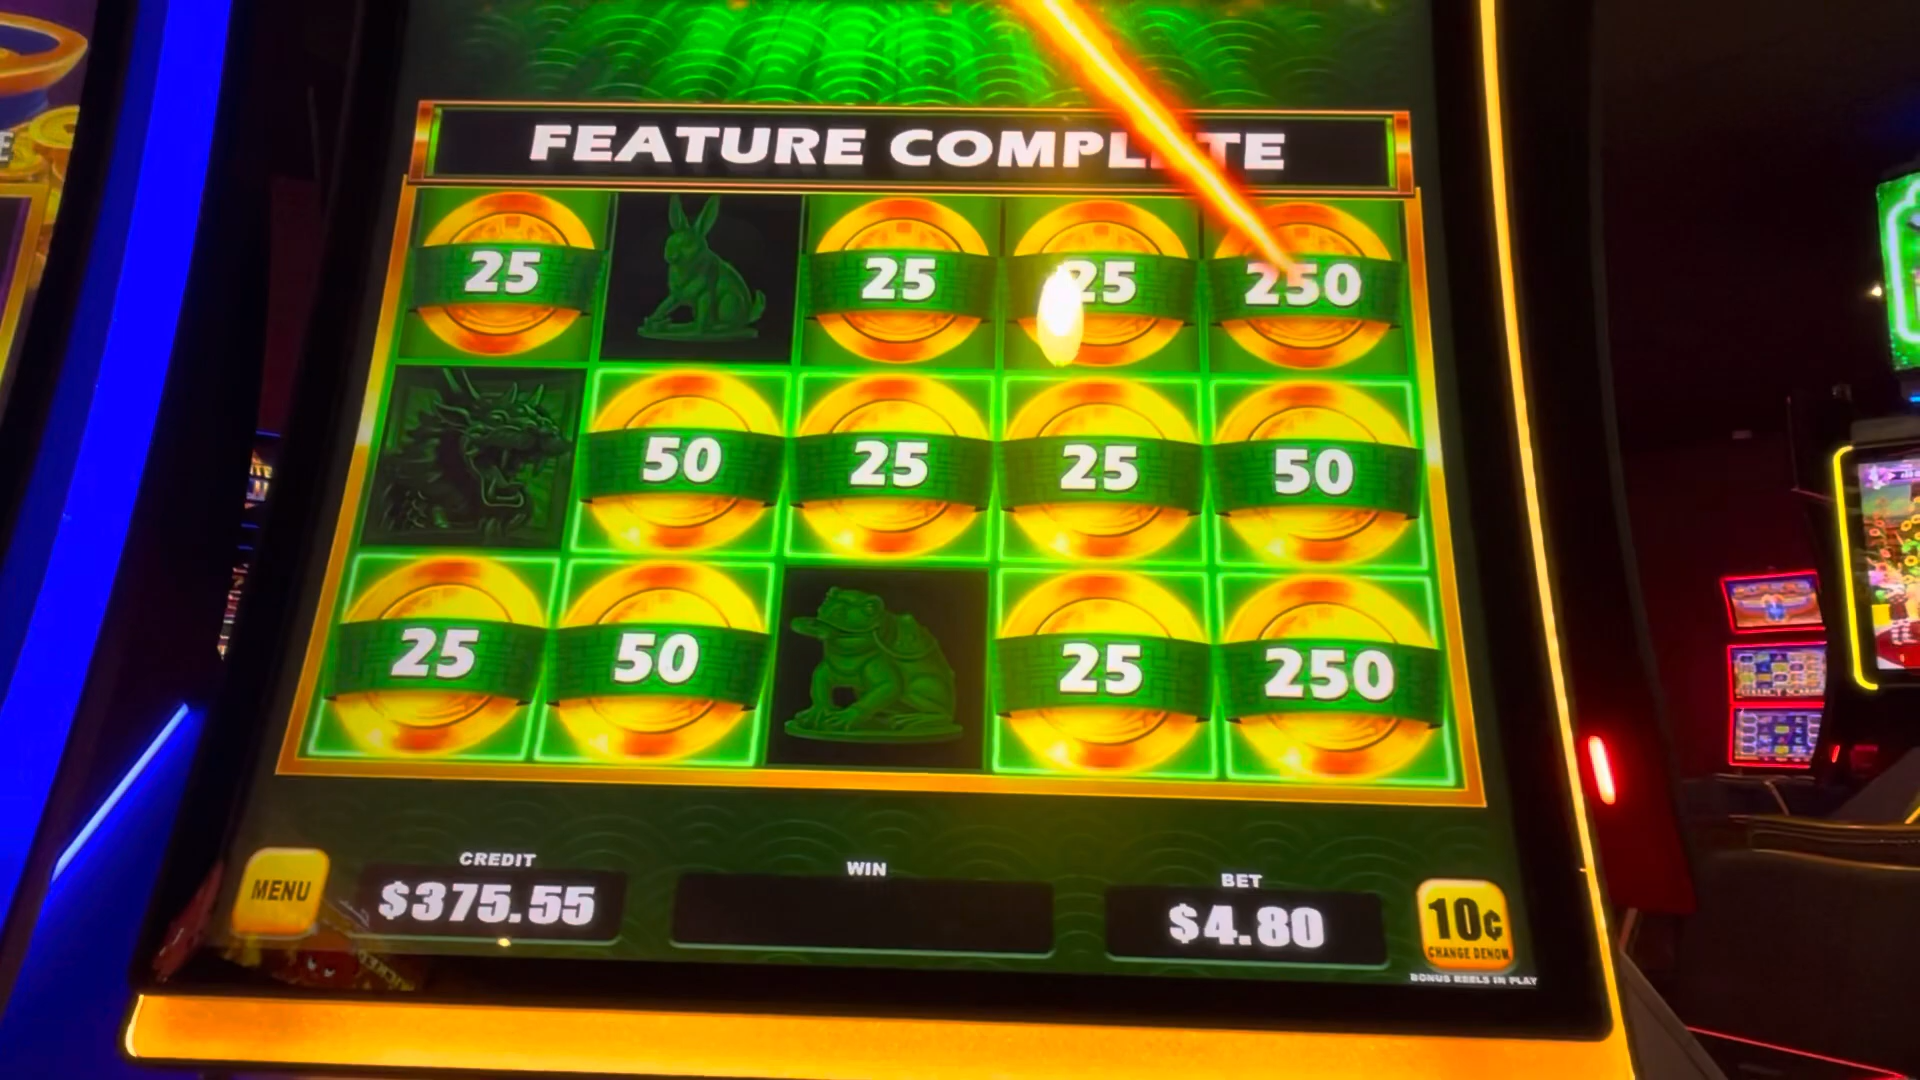 FEATURE COMPLETE
25 25 25 250
50 25 25 50
25 50 25 250
CREDIT WIN BET
MENU $375.55 $4.80 10¢
CHANGE DENOM
BONUS REELS IN PLAY